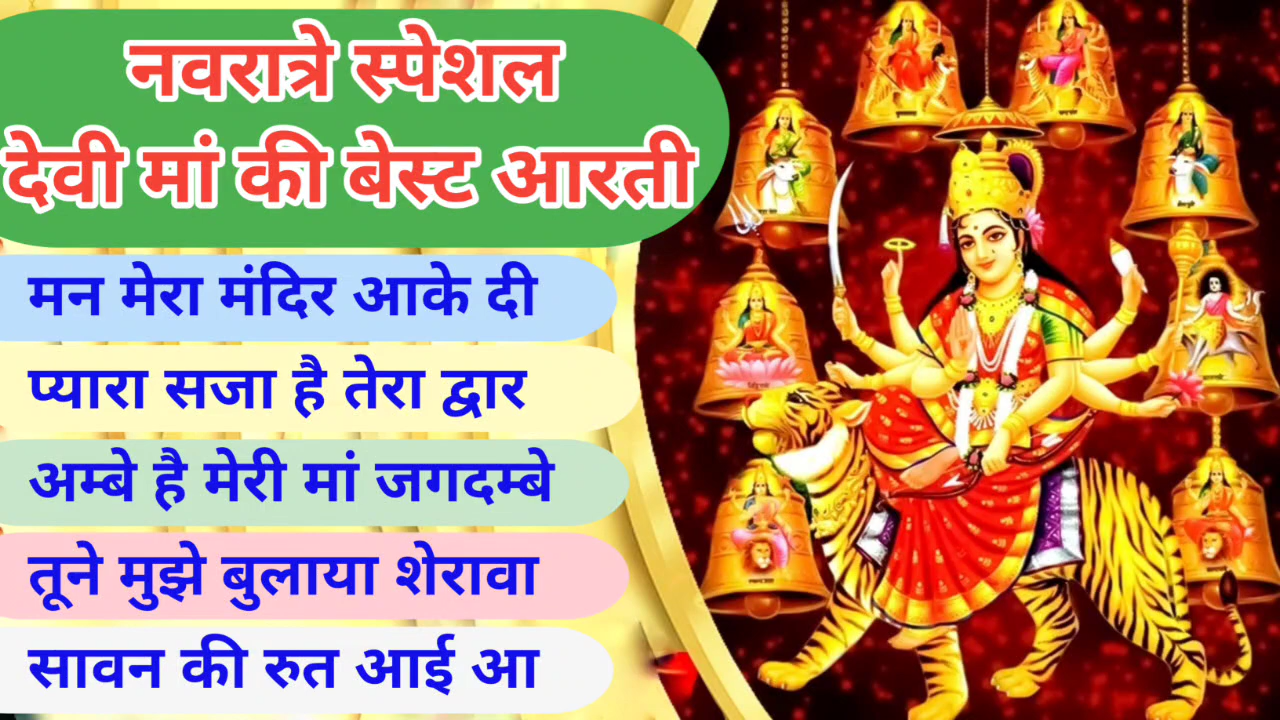 नवरात्रे स्पेशल
देवी मां की बेस्ट आरती
मन मेरा मंदिर आके दी
प्यारा सजा है तेरा द्वार
अम्बे है मेरी मां जगदम्बे
तूने मुझे बुलाया शेरावा
सावन की रुत आई आ